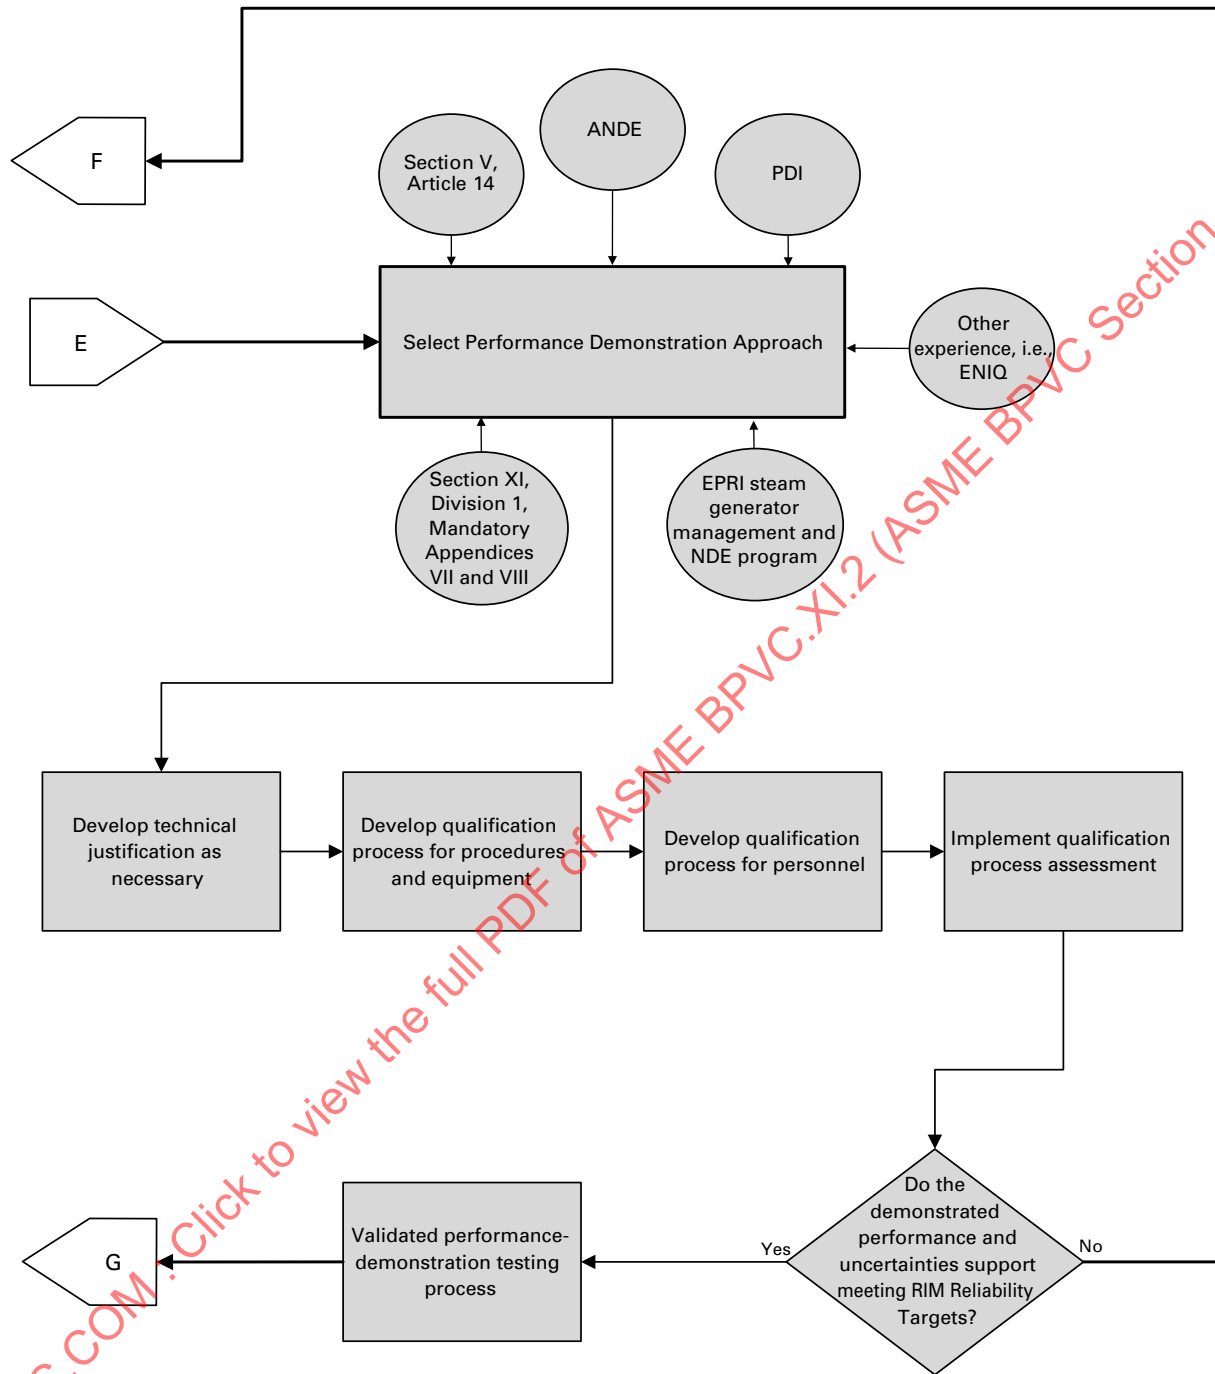 ANDE
F
Section V,
Article 14
PDI
E
Select Performance Demonstration Approach
Other
experience, i.e.,
ENIQ
Section XI,
Division 1,
Mandatory
Appendices
VII and VIII
EPRI steam
generator
management and
NDE program
Develop technical
justification as
necessary
Develop qualification
process for procedures
and equipment
Develop qualification
process for personnel
Implement qualification
process assessment
Do the
demonstrated
performance and
uncertainties support
meeting RIM Reliability
Targets?
Yes
No
Validated performance-
demonstration testing
process
G
C.COM : Click to view the full PDF of ASME BPVC.XI.2 (ASME BPVC Section